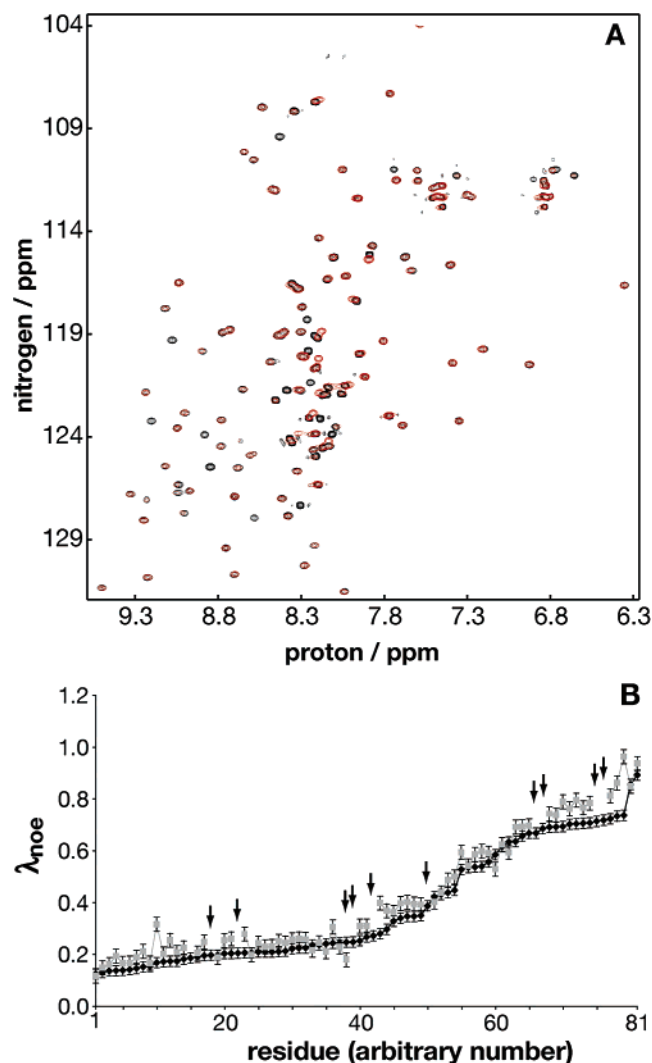 A
104
109
114
119
124
129
nitrogen / ppm
9.3 8.8 8.3 7.8 7.3 6.8 6.3
proton / ppm
B
1.2
1.0
0.8
0.6
0.4
0.2
0.0
λnoe
1 20 40 60 81
residue (arbitrary number)